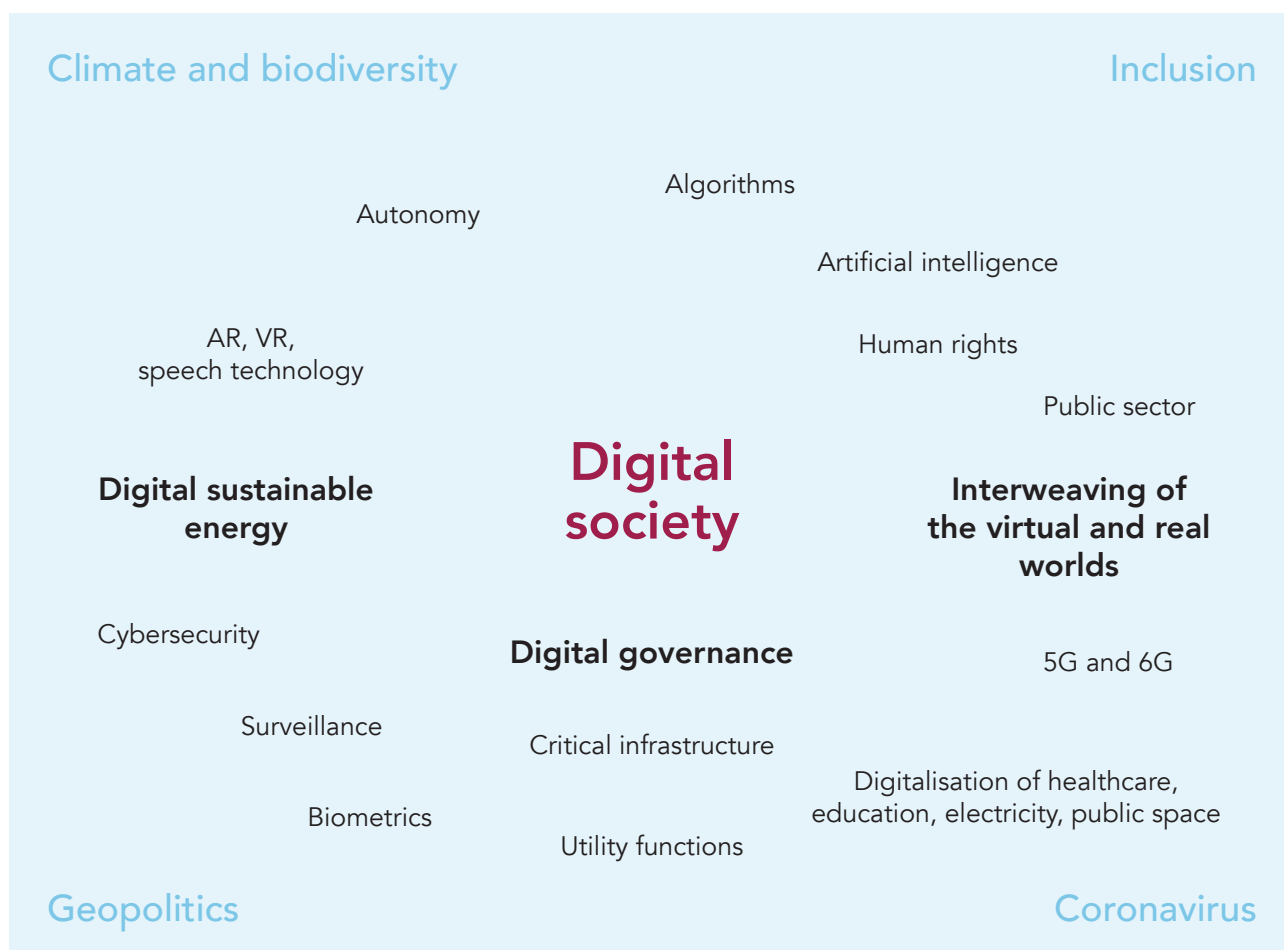 Climate and biodiversity
Inclusion
Algorithms
Autonomy
Artificial intelligence
AR, VR,
speech technology
Human rights
Public sector
Digital
society
Digital sustainable
energy
Interweaving of
the virtual and real
worlds
Cybersecurity
Digital governance
5G and 6G
Surveillance
Critical infrastructure
Digitalisation of healthcare,
education, electricity, public space
Biometrics
Utility functions
Geopolitics
Coronavirus